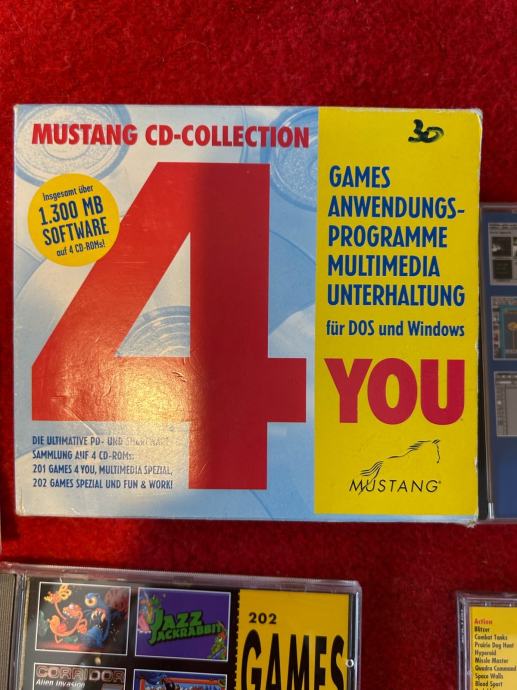 MUSTANG CD-COLLECTION
30
Insgesamt über
1.300 MB
SOFTWARE
auf 4 CD-ROMs!
4
GAMES
ANWENDUNGS-
PROGRAMME
MULTIMEDIA
UNTERHALTUNG
für DOS und Windows
YOU
DIE ULTIMATIVE PD- UND SHAREWARE
SAMMLUNG AUF 4 CD-ROMs:
201 GAMES 4 YOU, MULTIMEDIA SPEZIAL,
202 GAMES SPEZIAL UND FUN & WORK!
MUSTANG®
JAZZ
JACKRABBIT
CORRIDOR
Alien Invasion
202
GAMES
Action
Blitzer
Combat Tanks
Prairie Dog Hunt
Hyperoid
Missle Master
Quadra Command
Space Walls
Blood Sport